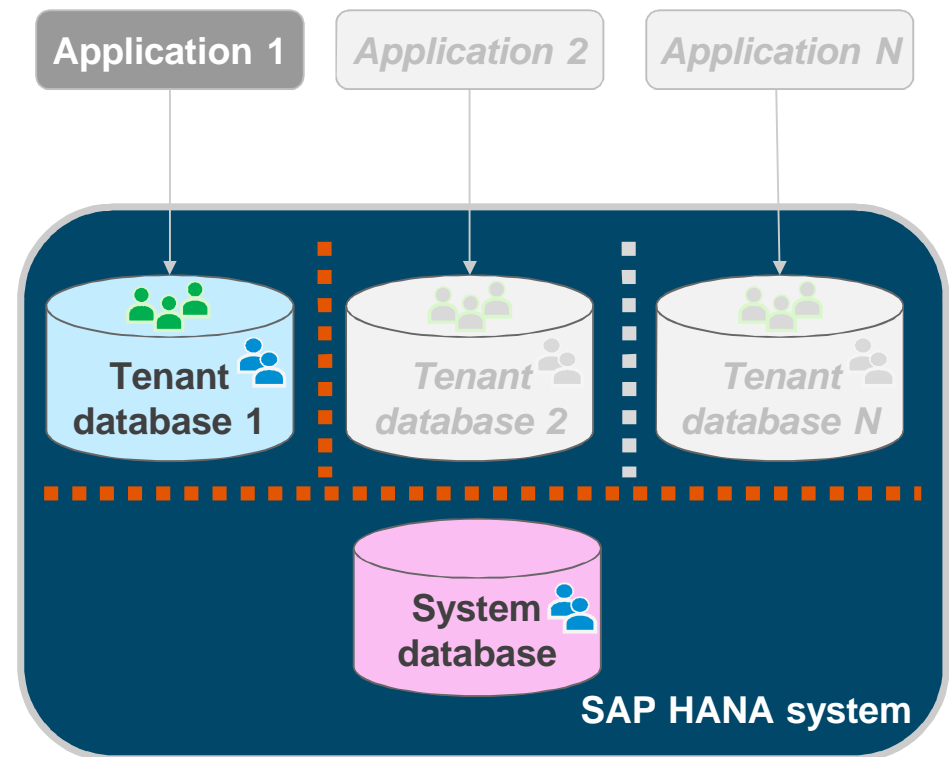 Application 1
Application 2
Application N
Tenant
database 1
Tenant
database 2
Tenant
database N
System
database
SAP HANA system